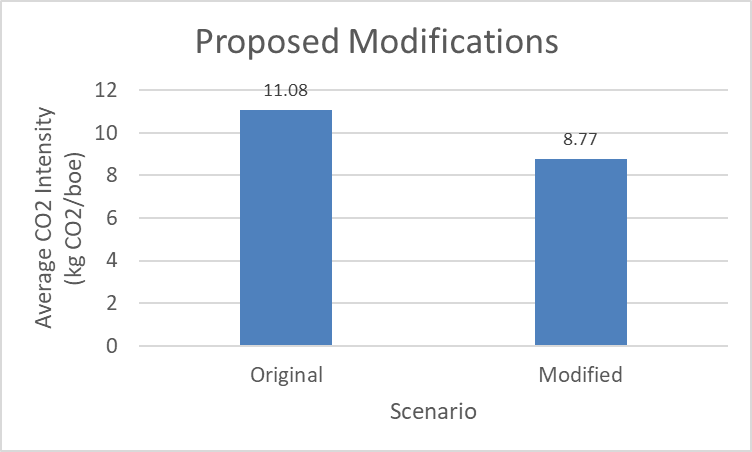 Proposed Modifications
Average CO2 Intensity
(kg CO2/boe)
12
10
8
6
4
2
0
11.08
8.77
Original
Modified
Scenario